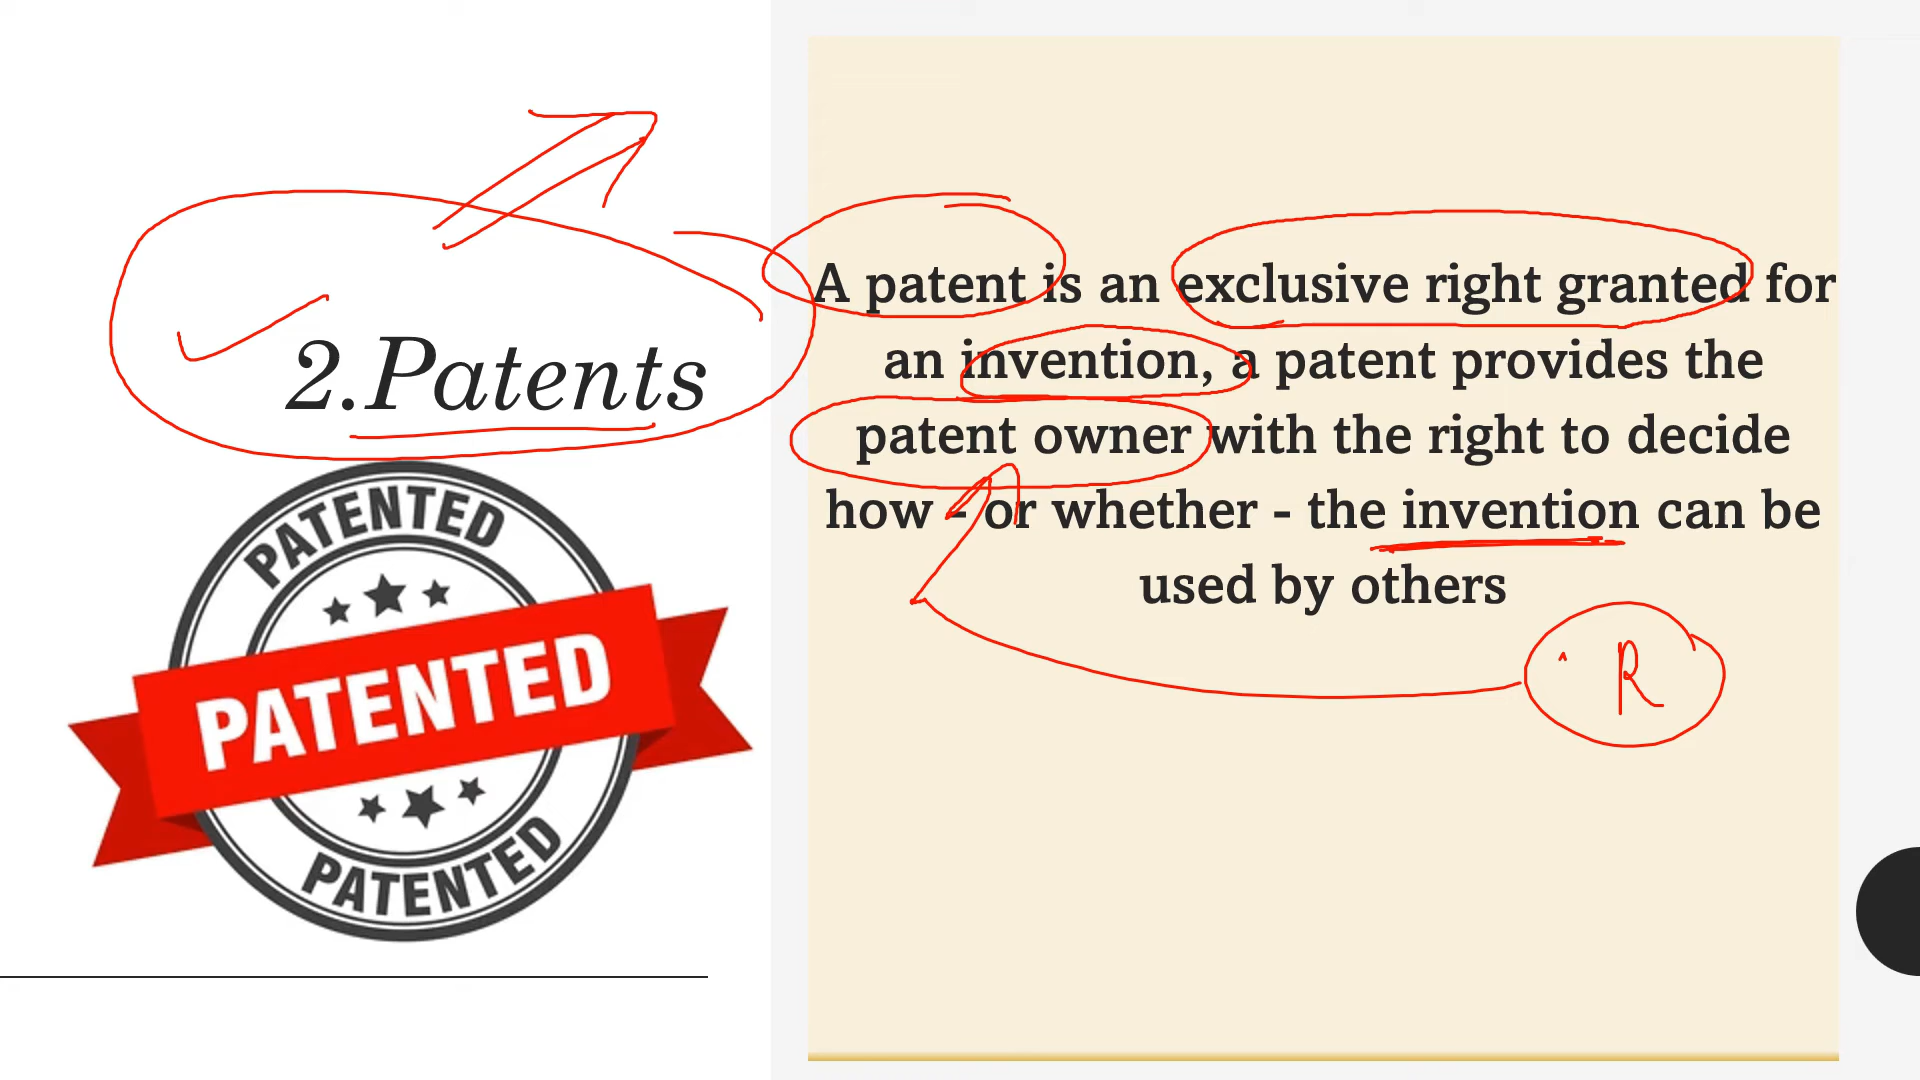 2.Patents
PATENTED
PATENTED
PATENTED
A patent is an exclusive right granted for
an invention, a patent provides the
patent owner with the right to decide
how - or whether - the invention can be
used by others
R